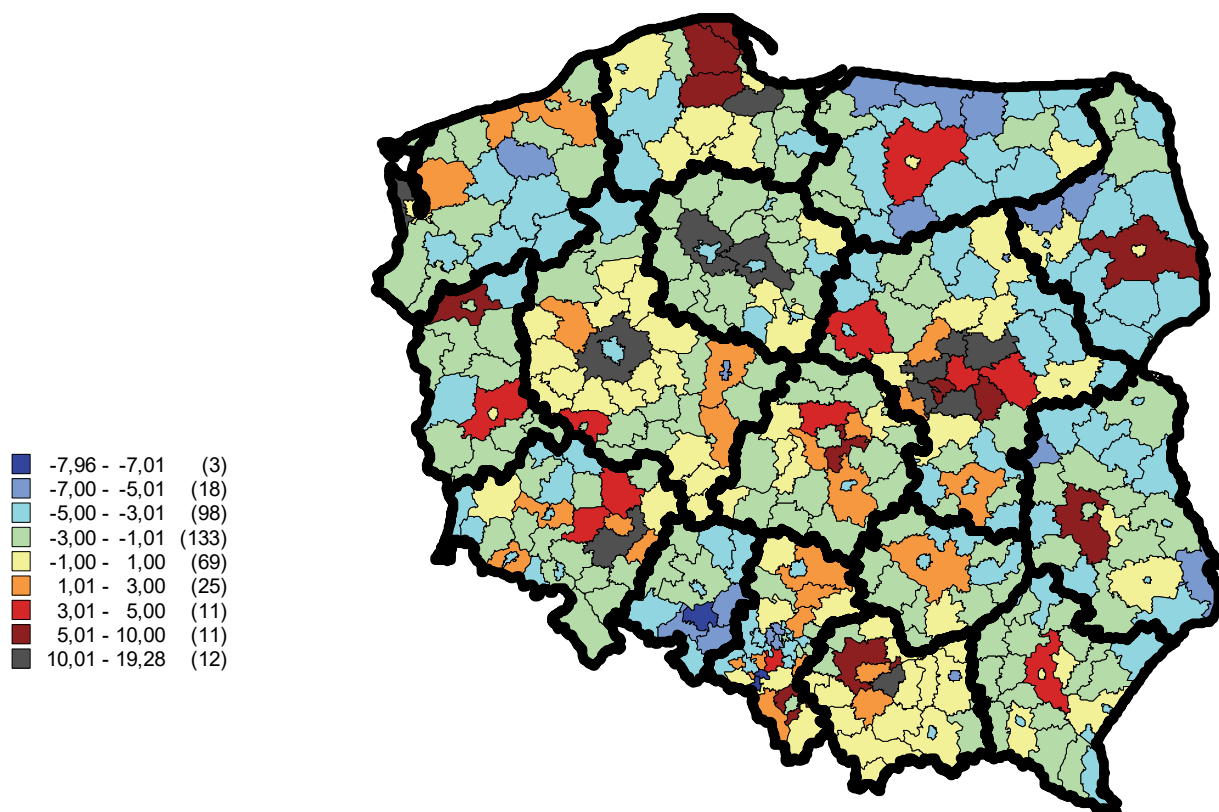 -7,96 - -7,01 (3)
-7,00 - -5,01 (18)
-5,00 - -3,01 (98)
-3,00 - -1,01 (133)
-1,00 - 1,00 (69)
1,01 - 3,00 (25)
3,01 - 5,00 (11)
5,01 - 10,00 (11)
10,01 - 19,28 (12)